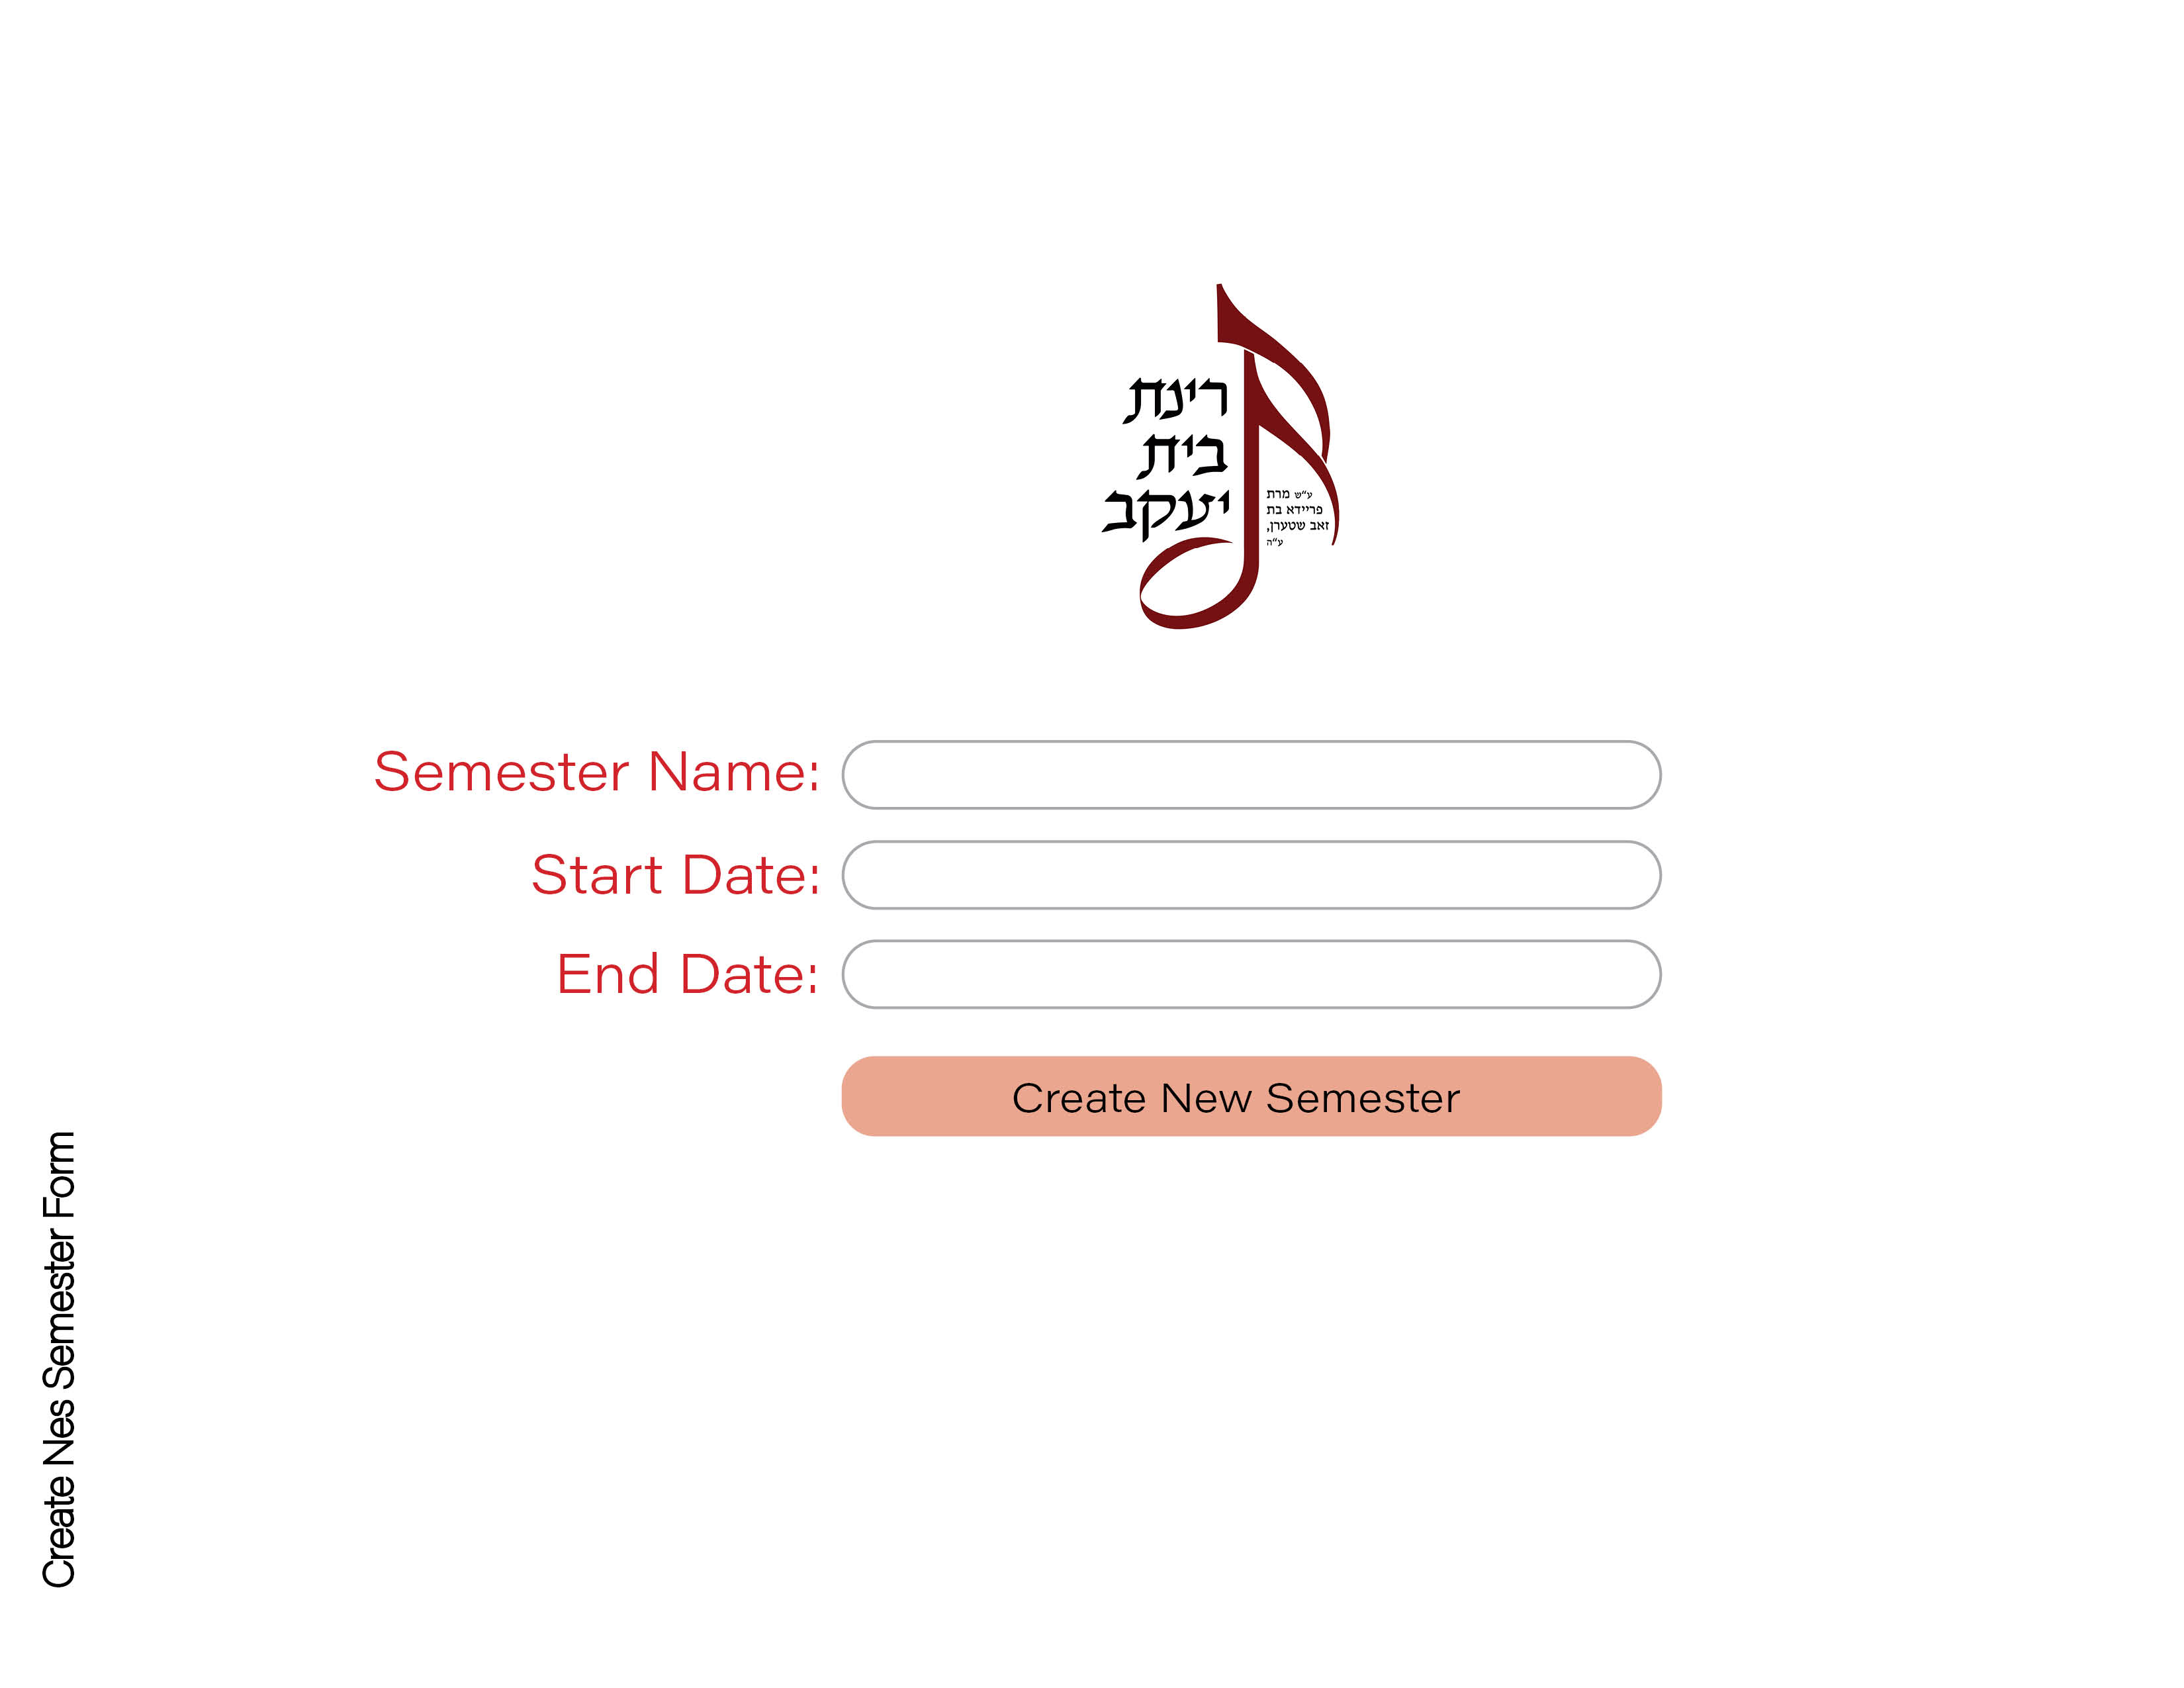 רינת
בית
יעקב
ע"ש מרת
פריידא בת
זאב שטערן,
ע"ה
Semester Name:
Start Date:
End Date:
Create New Semester
Create Nes Semester Form